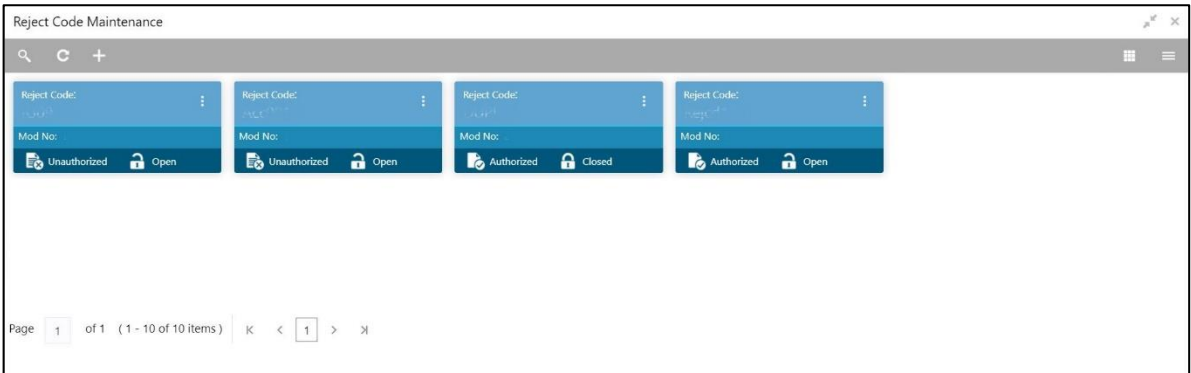 Reject Code Maintenance
Reject Code:
Mod No:
Unauthorized Open
Reject Code:
Mod No:
Unauthorized Open
Reject Code:
Mod No:
Authorized Closed
Reject Code:
Mod No:
Authorized Open
Page 1 of 1 ( 1 - 10 of 10 items ) 1